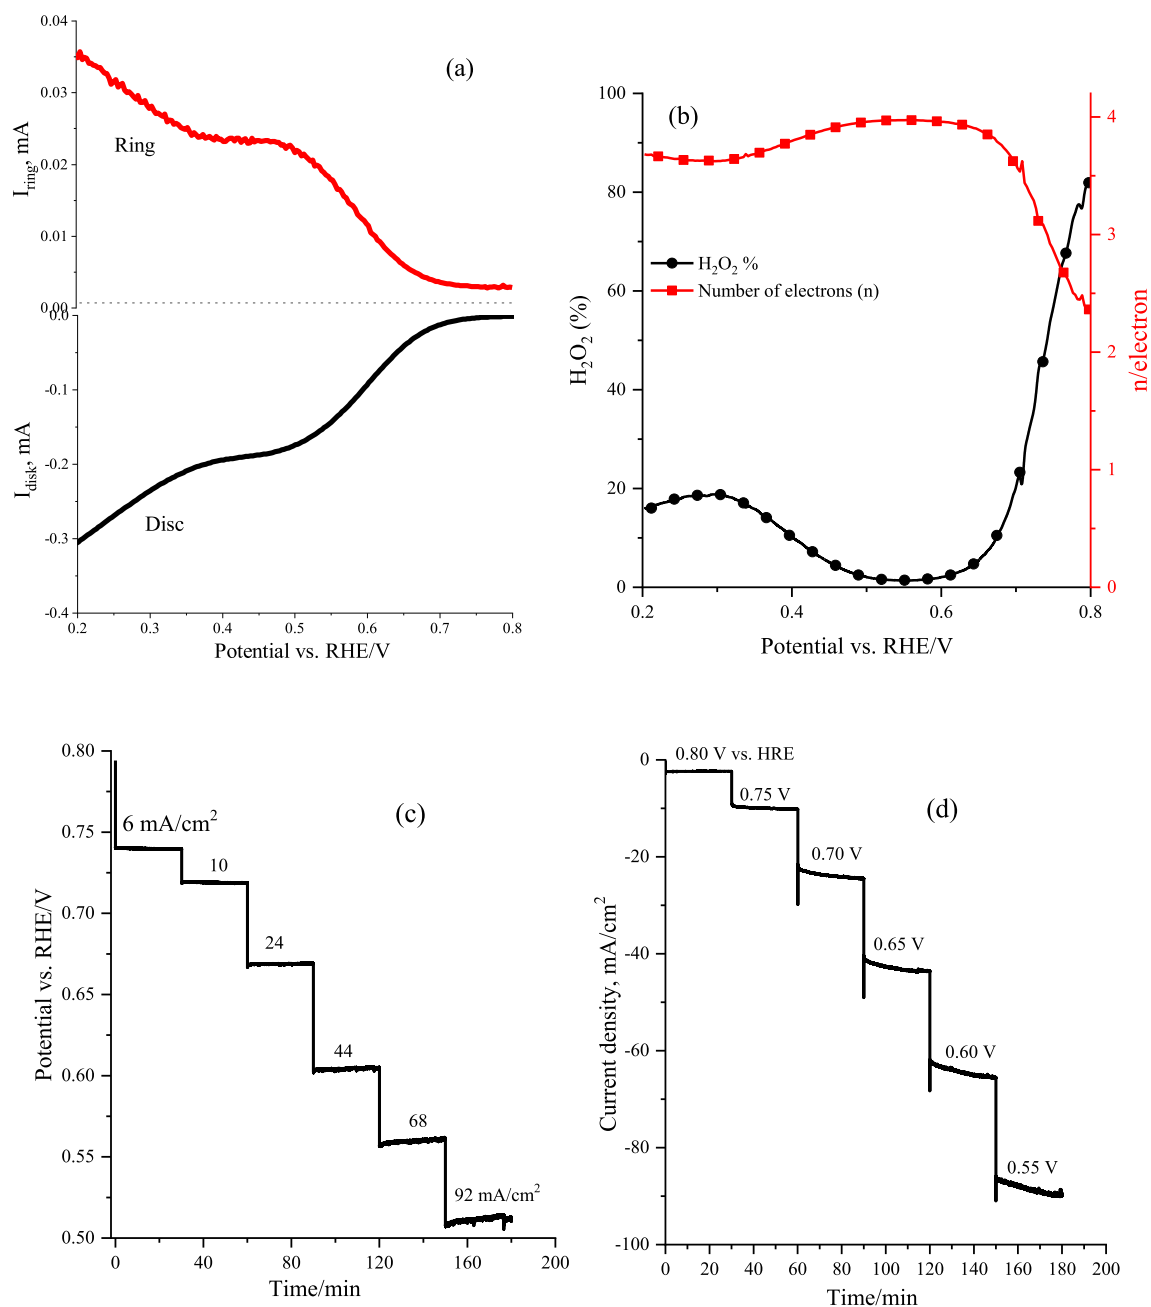 (a)
0.04
0.03
0.02
0.01
0.00
I_ring, mA
Ring
0.0
-0.1
-0.2
-0.3
-0.4
I_disk, mA
Disc
0.2 0.3 0.4 0.5 0.6 0.7 0.8
Potential vs. RHE/V
(b)
100
80
60
40
20
0
H₂O₂ (%)
H₂O₂ %
Number of electrons (n)
4
3
2
1
0
n/electron
0.2 0.4 0.6 0.8
Potential vs. RHE/V
(c)
0.80
0.75
0.70
0.65
0.60
0.55
0.50
Potential vs. RHE/V
6 mA/cm²
10
24
44
68
92 mA/cm²
0 40 80 120 160 200
Time/min
(d)
0
-20
-40
-60
-80
-100
Current density, mA/cm²
0.80 V vs. HRE
0.75 V
0.70 V
0.65 V
0.60 V
0.55 V
0 20 40 60 80 100 120 140 160 180 200
Time/min